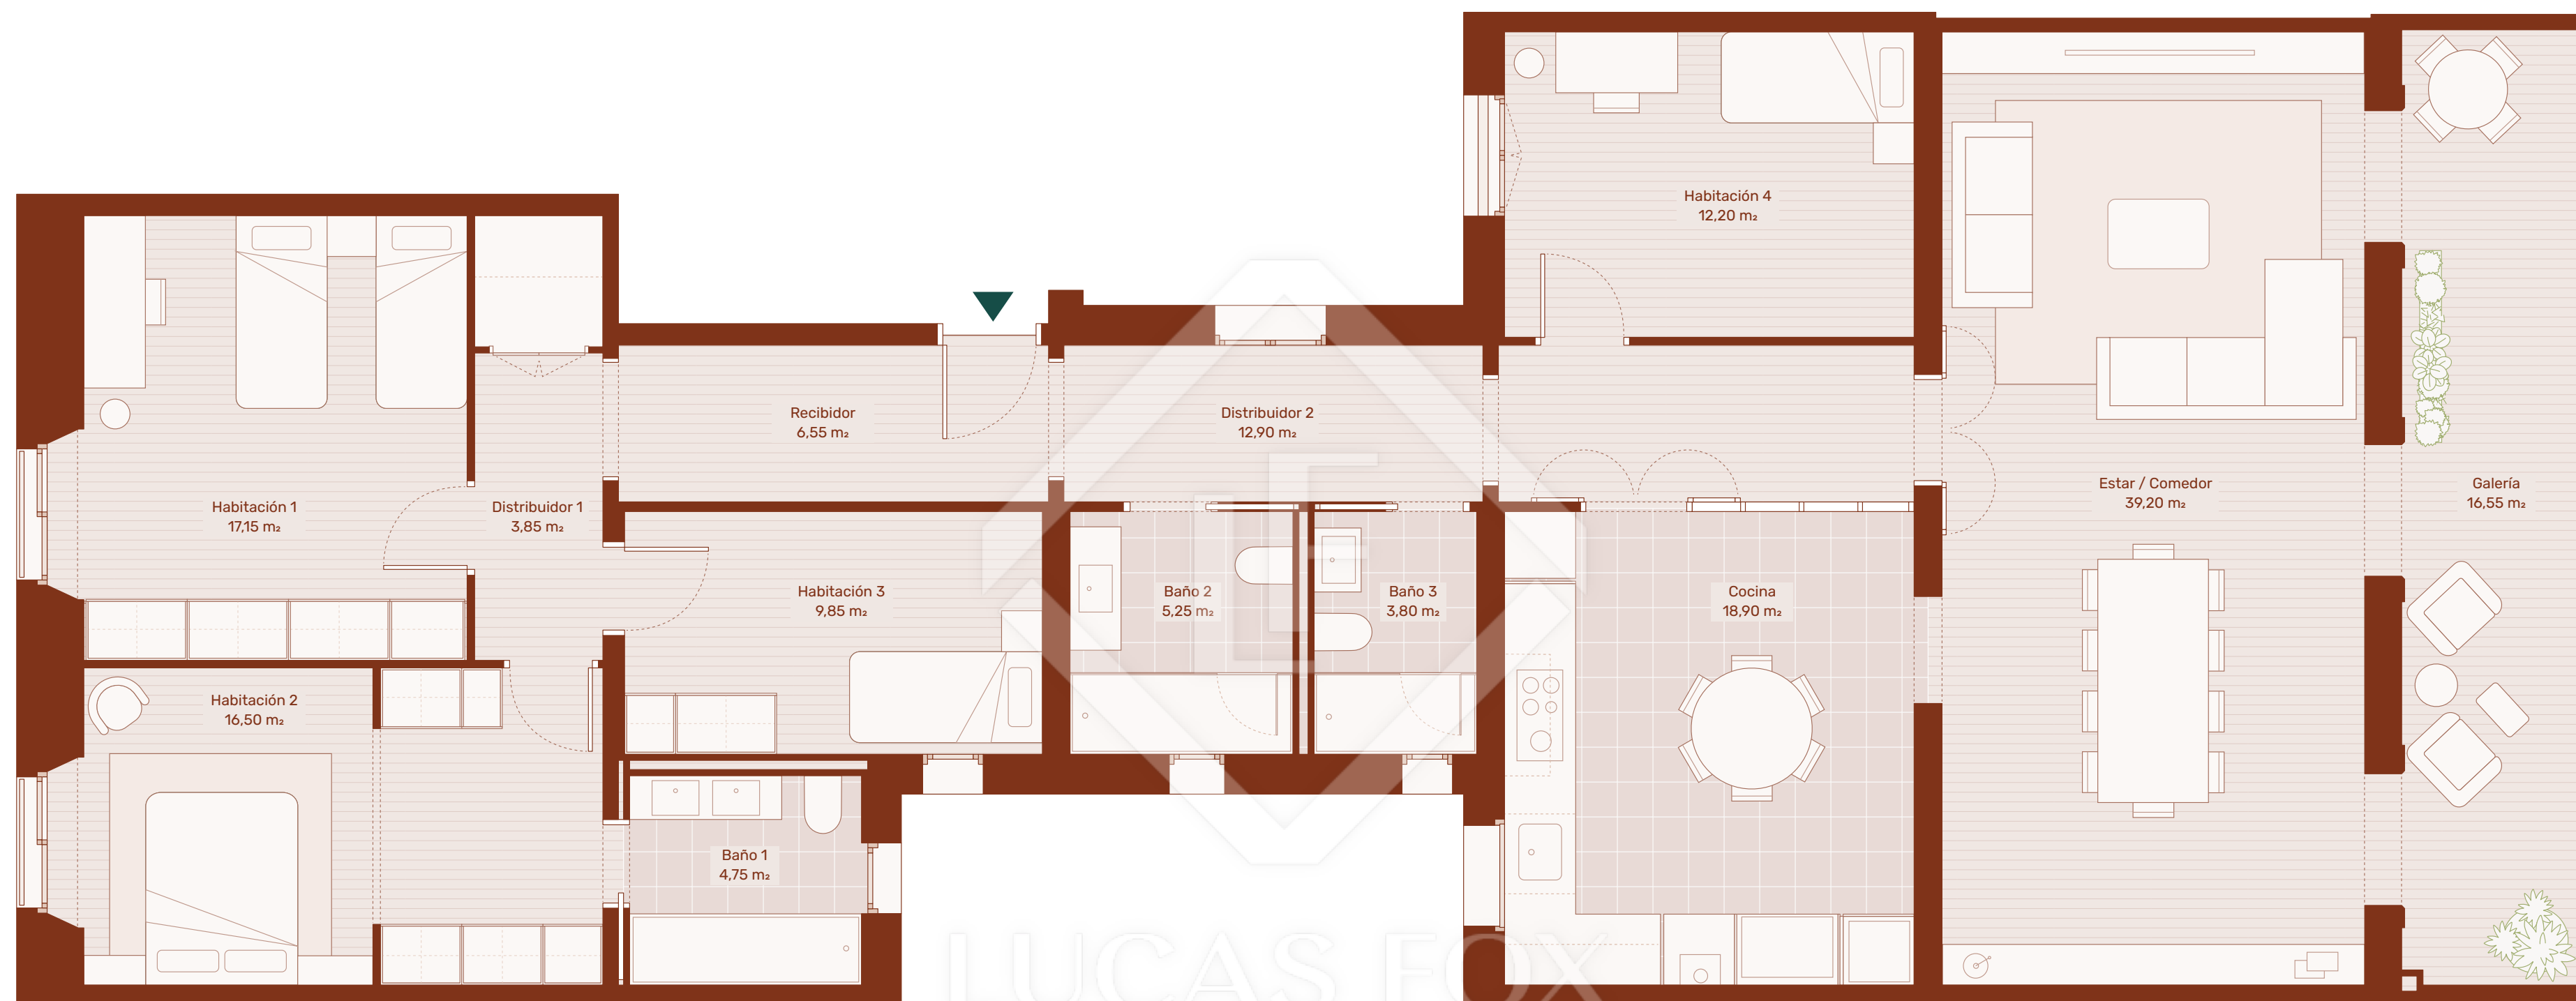 Habitación 4
12,20 m²
Recibidor
6,55 m²
Distribuidor 2
12,90 m²
Habitación 1
17,15 m²
Distribuidor 1
3,85 m²
Estar / Comedor
39,20 m²
Galería
16,55 m²
Habitación 3
9,85 m²
Baño 2
5,25 m²
Baño 3
3,80 m²
Cocina
18,90 m²
Habitación 2
16,50 m²
Baño 1
4,75 m²
LUCAS FOX